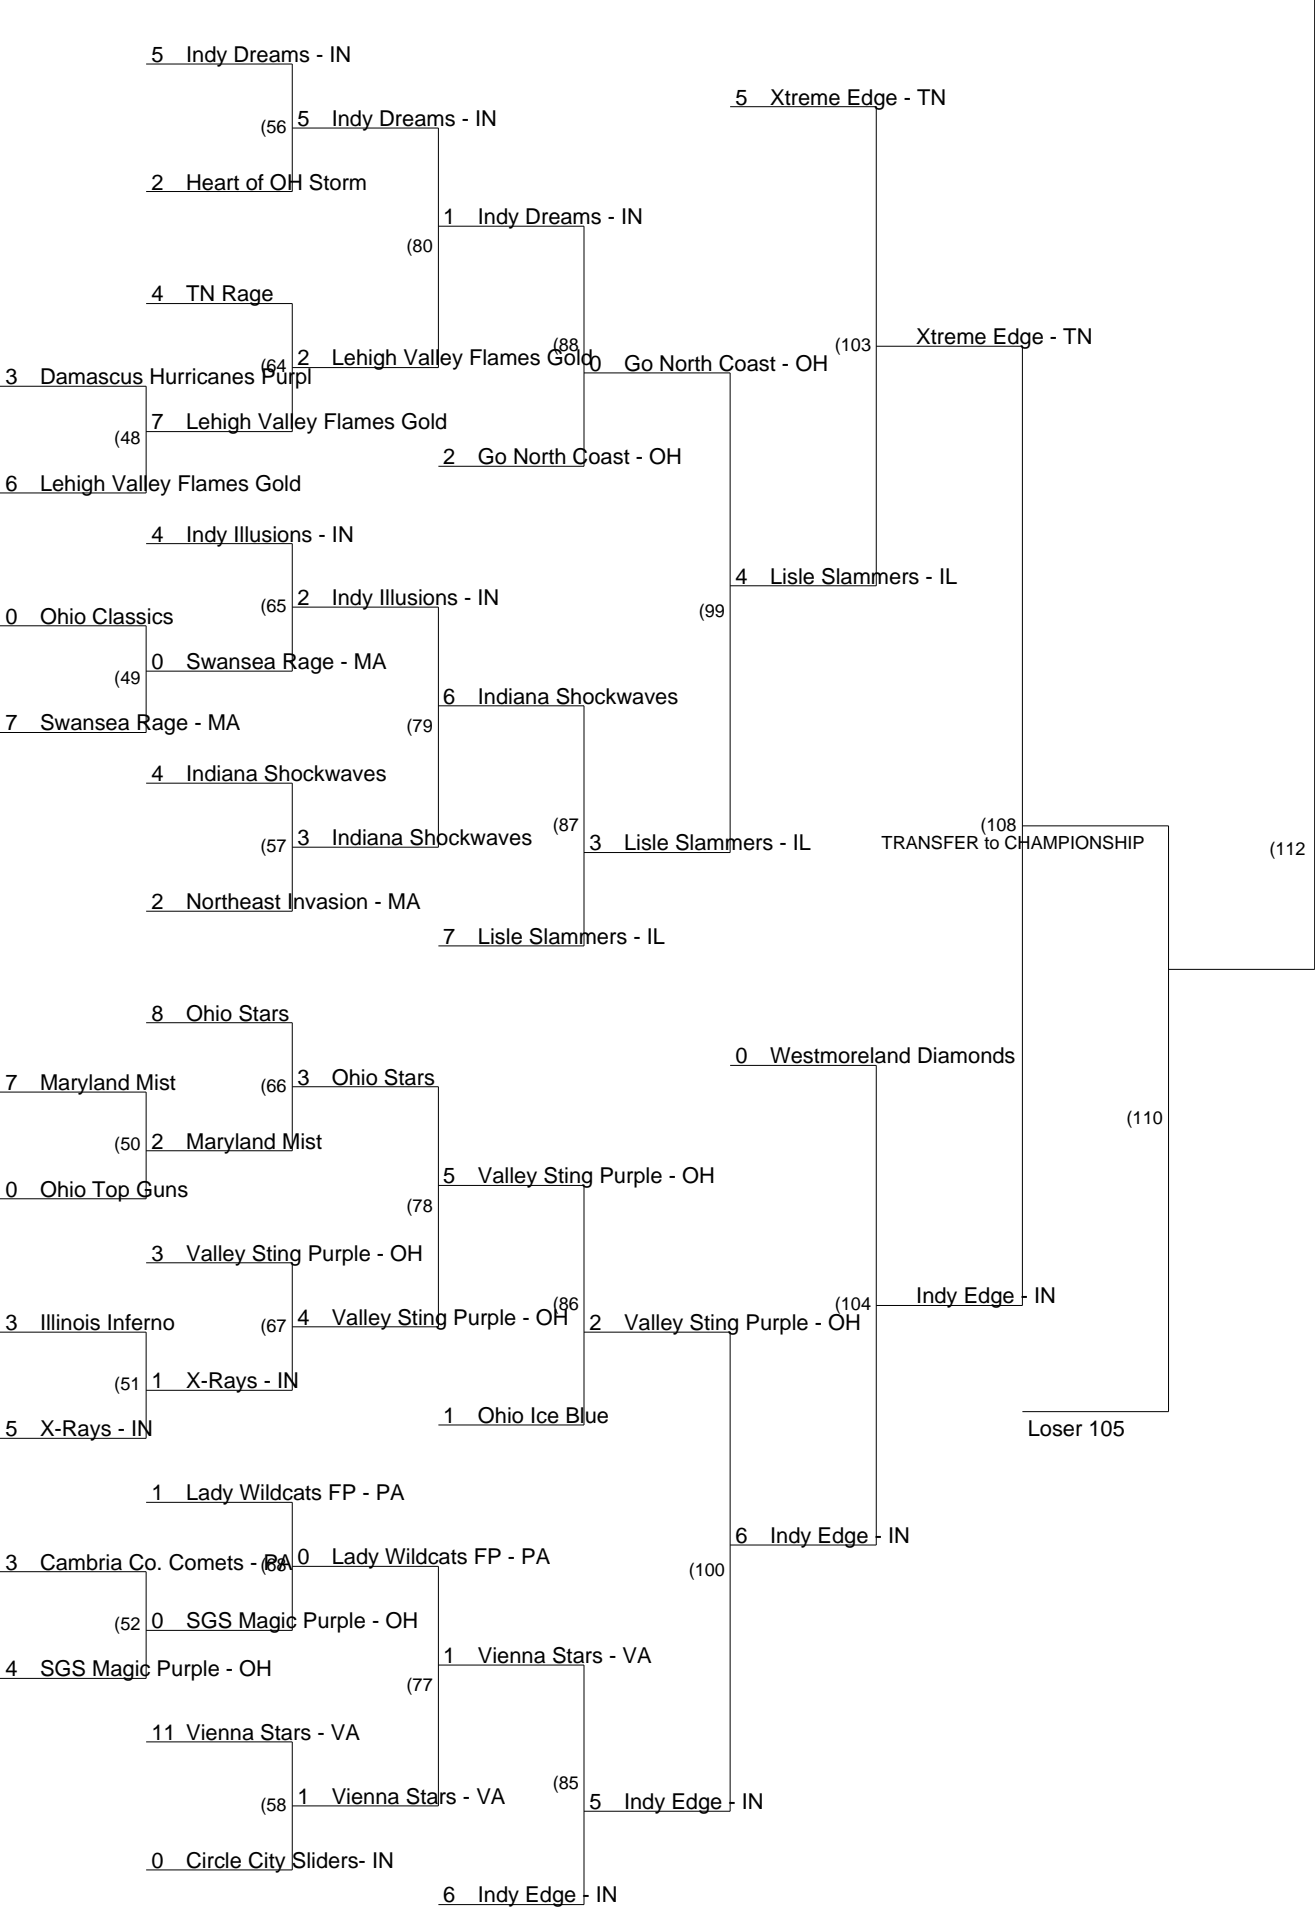 5 Indy Dreams - IN
5 Xtreme Edge - TN
(56 5 Indy Dreams - IN
2 Heart of OH Storm
1 Indy Dreams - IN
(80
4 TN Rage
(103 Xtreme Edge - TN
(64 2 Lehigh Valley Flames Gold
(88 0 Go North Coast - OH
3 Damascus Hurricanes Purpl
7 Lehigh Valley Flames Gold
(48
2 Go North Coast - OH
6 Lehigh Valley Flames Gold
4 Indy Illusions - IN
4 Lisle Slammers - IL
(65 2 Indy Illusions - IN
(99
0 Ohio Classics
0 Swansea Rage - MA
(49
6 Indiana Shockwaves
7 Swansea Rage - MA
(79
4 Indiana Shockwaves
(87
(108
TRANSFER to CHAMPIONSHIP
(112
(57 3 Indiana Shockwaves
3 Lisle Slammers - IL
2 Northeast Invasion - MA
7 Lisle Slammers - IL
8 Ohio Stars
0 Westmoreland Diamonds
(66 3 Ohio Stars
7 Maryland Mist
(110
(50 2 Maryland Mist
5 Valley Sting Purple - OH
0 Ohio Top Guns
(78
3 Valley Sting Purple - OH
(104 Indy Edge - IN
(86
(67 4 Valley Sting Purple - OH
3 Illinois Inferno
2 Valley Sting Purple - OH
(51 1 X-Rays - IN
1 Ohio Ice Blue
5 X-Rays - IN
Loser 105
1 Lady Wildcats FP - PA
6 Indy Edge - IN
3 Cambria Co. Comets - PA
(68 0 Lady Wildcats FP - PA
(100
(52 0 SGS Magic Purple - OH
1 Vienna Stars - VA
4 SGS Magic Purple - OH
(77
11 Vienna Stars - VA
(85
(58 1 Vienna Stars - VA
5 Indy Edge - IN
0 Circle City Sliders- IN
6 Indy Edge - IN